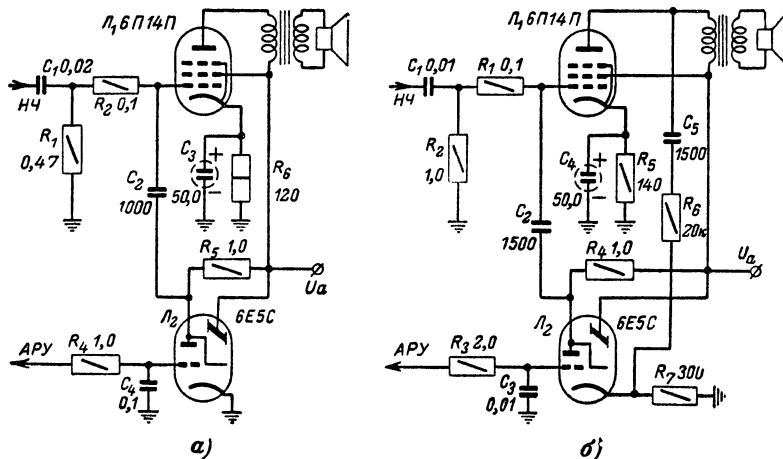 Л₁ 6П14П
C₁ 0,02
НЧ
R₂ 0,1
R₁
0,47
C₂
1000
C₃
+
50,0
−
R₆
120
R₅ 1,0
Uа
Л₂
6Е5С
АРУ
R₄ 1,0
C₄
0,1
а)
Л₁ 6П14П
C₁ 0,01
НЧ
R₁ 0,1
R₂
1,0
C₂
1500
C₄
+
50,0
−
R₅
140
C₅
1500
R₆
20к
R₄ 1,0
Uа
Л₂
6Е5С
АРУ
R₃ 2,0
C₃
0,01
R₇ 300
б)